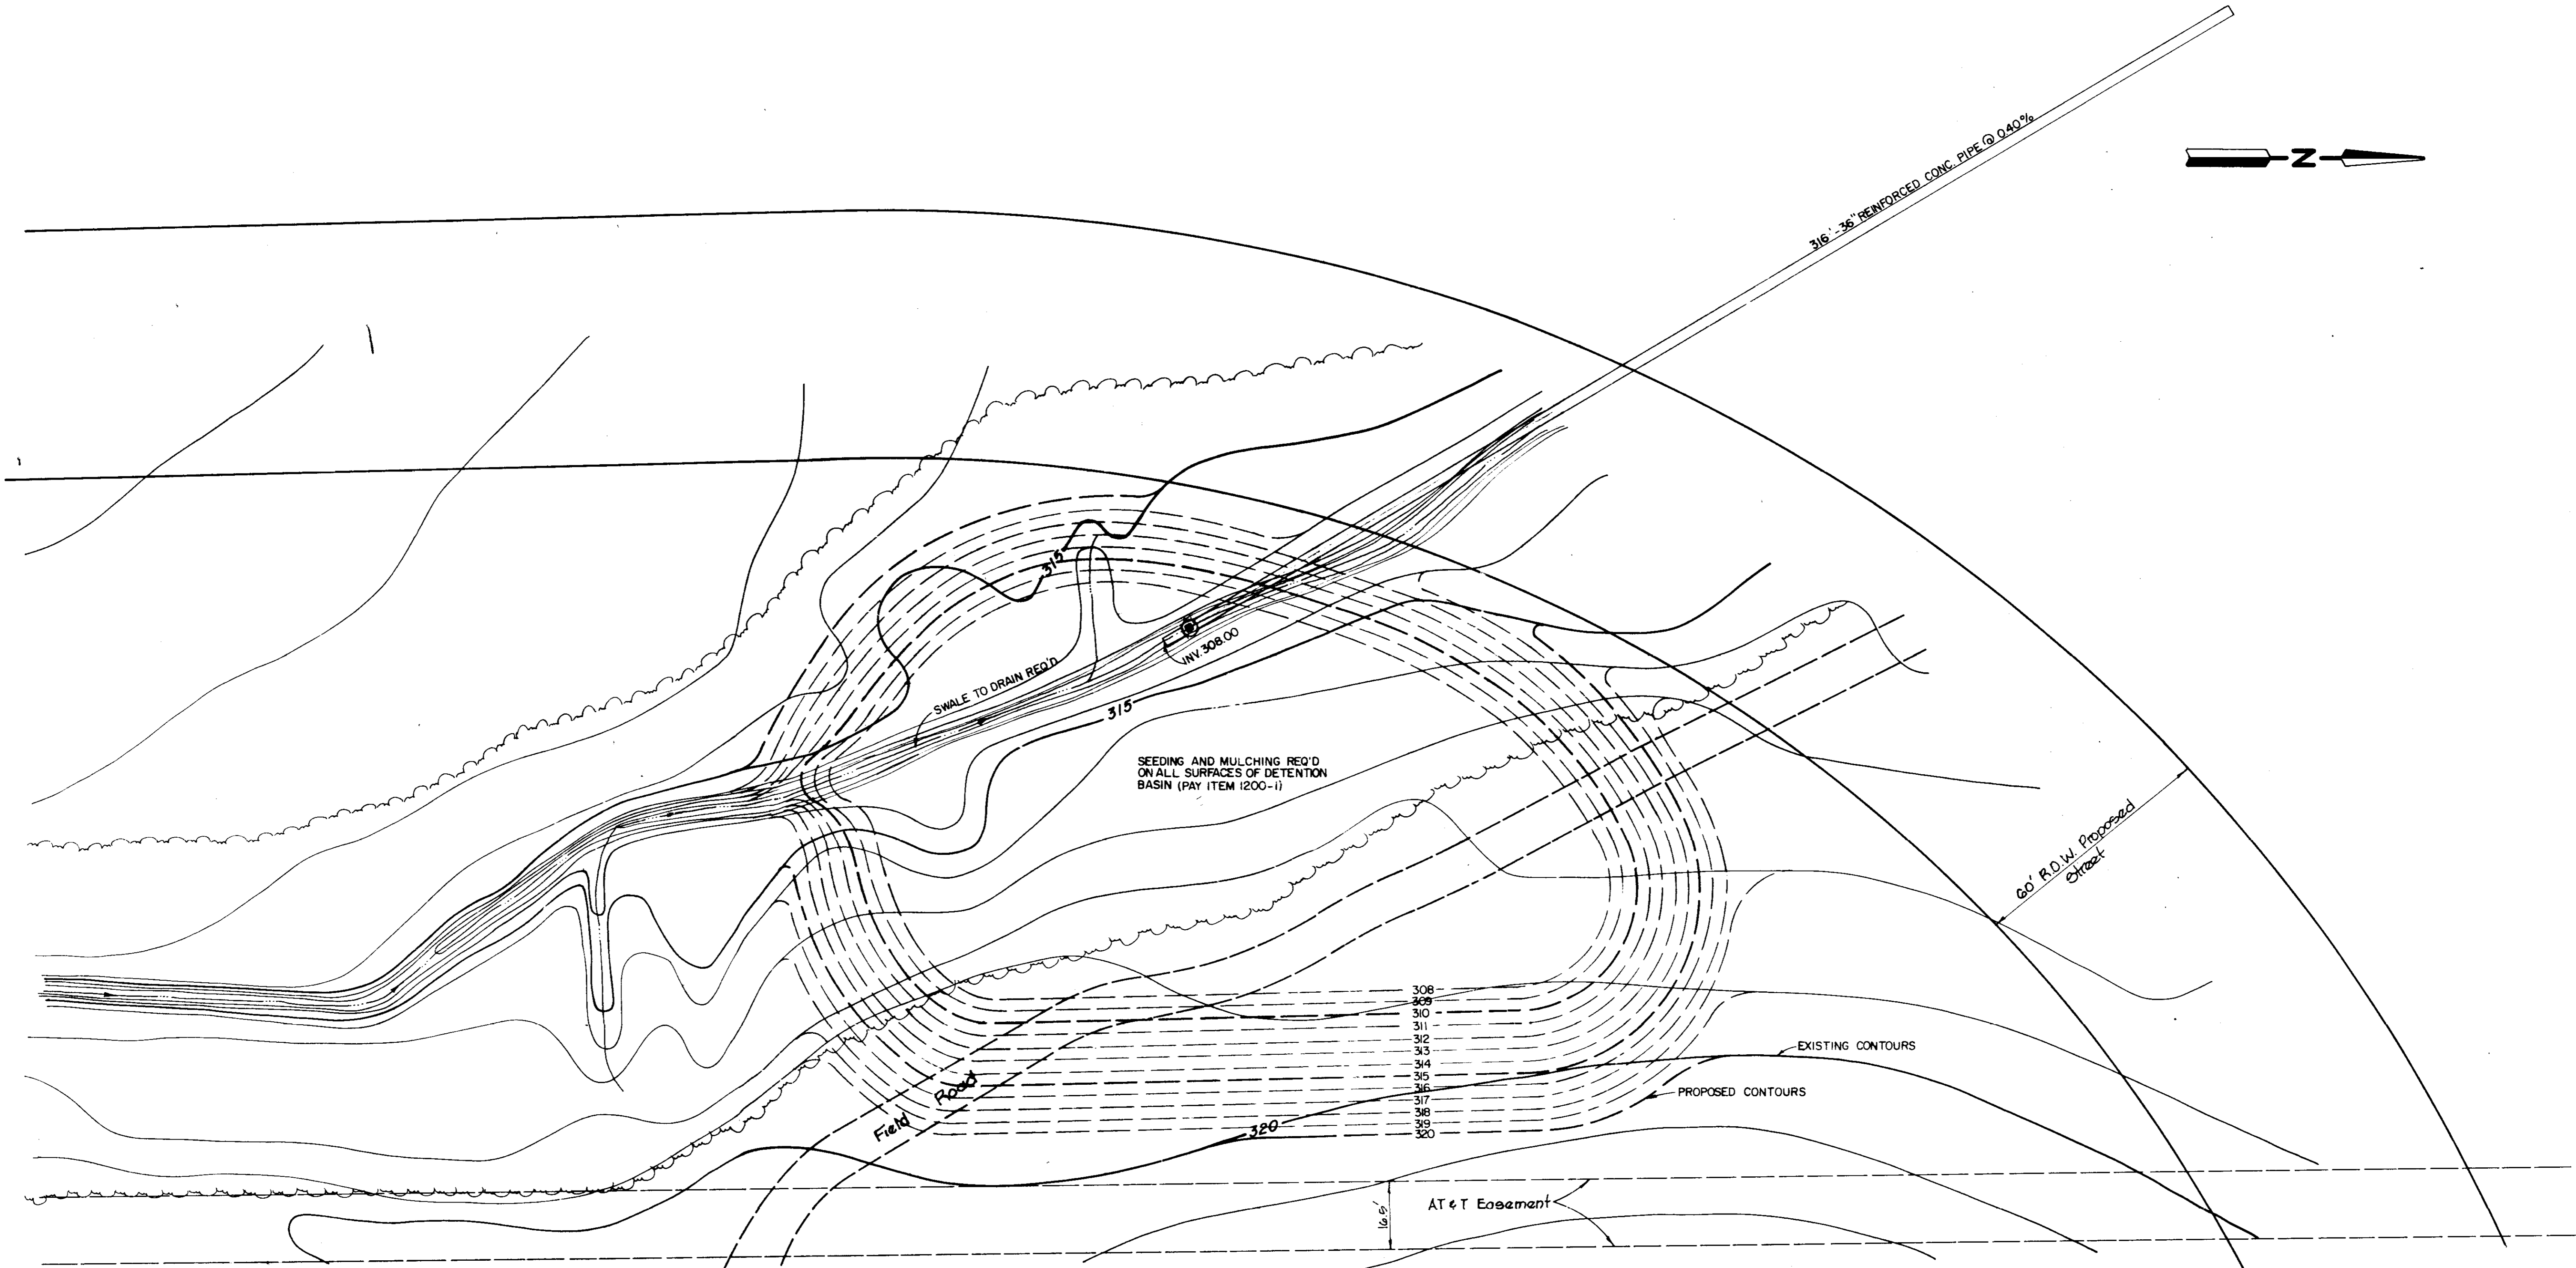 316'-36" REINFORCED CONC. PIPE @ 0.40%
N
315
INV. 308.00
SWALE TO DRAIN REQ'D
315
SEEDING AND MULCHING REQ'D
ON ALL SURFACES OF DETENTION
BASIN (PAY ITEM 1200-1)
60' R.O.W. Proposed
Street
308
309
310
311
312
313
314
315
316
317
318
319
320
EXISTING CONTOURS
PROPOSED CONTOURS
Field Road
320
16.5'
AT&T Easement